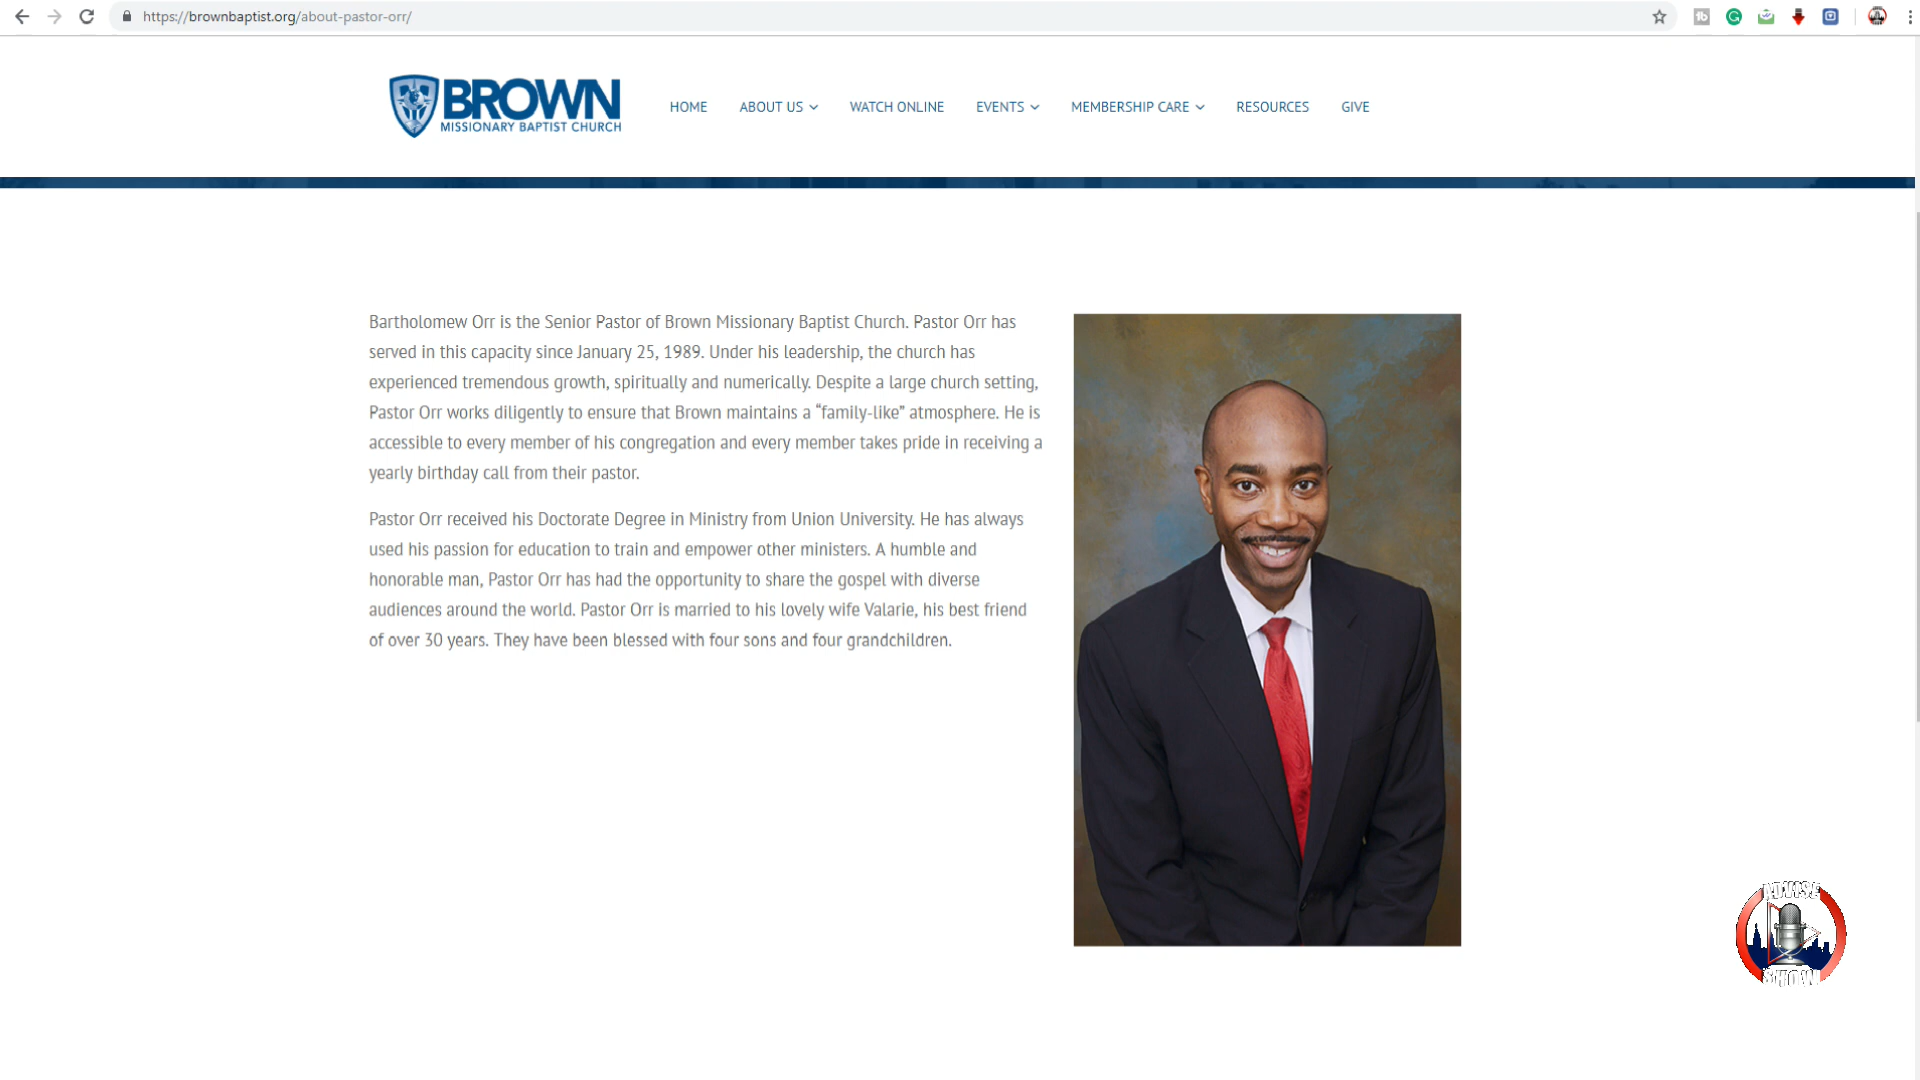 https://brownbaptist.org/about-pastor-orr/
BROWN
MISSIONARY BAPTIST CHURCH
HOME ABOUT US WATCH ONLINE EVENTS MEMBERSHIP CARE RESOURCES GIVE
Bartholomew Orr is the Senior Pastor of Brown Missionary Baptist Church. Pastor Orr has
served in this capacity since January 25, 1989. Under his leadership, the church has
experienced tremendous growth, spiritually and numerically. Despite a large church setting,
Pastor Orr works diligently to ensure that Brown maintains a “family-like” atmosphere. He is
accessible to every member of his congregation and every member takes pride in receiving a
yearly birthday call from their pastor.
Pastor Orr received his Doctorate Degree in Ministry from Union University. He has always
used his passion for education to train and empower other ministers. A humble and
honorable man, Pastor Orr has had the opportunity to share the gospel with diverse
audiences around the world. Pastor Orr is married to his lovely wife Valarie, his best friend
of over 30 years. They have been blessed with four sons and four grandchildren.
ADVISE
SHOW